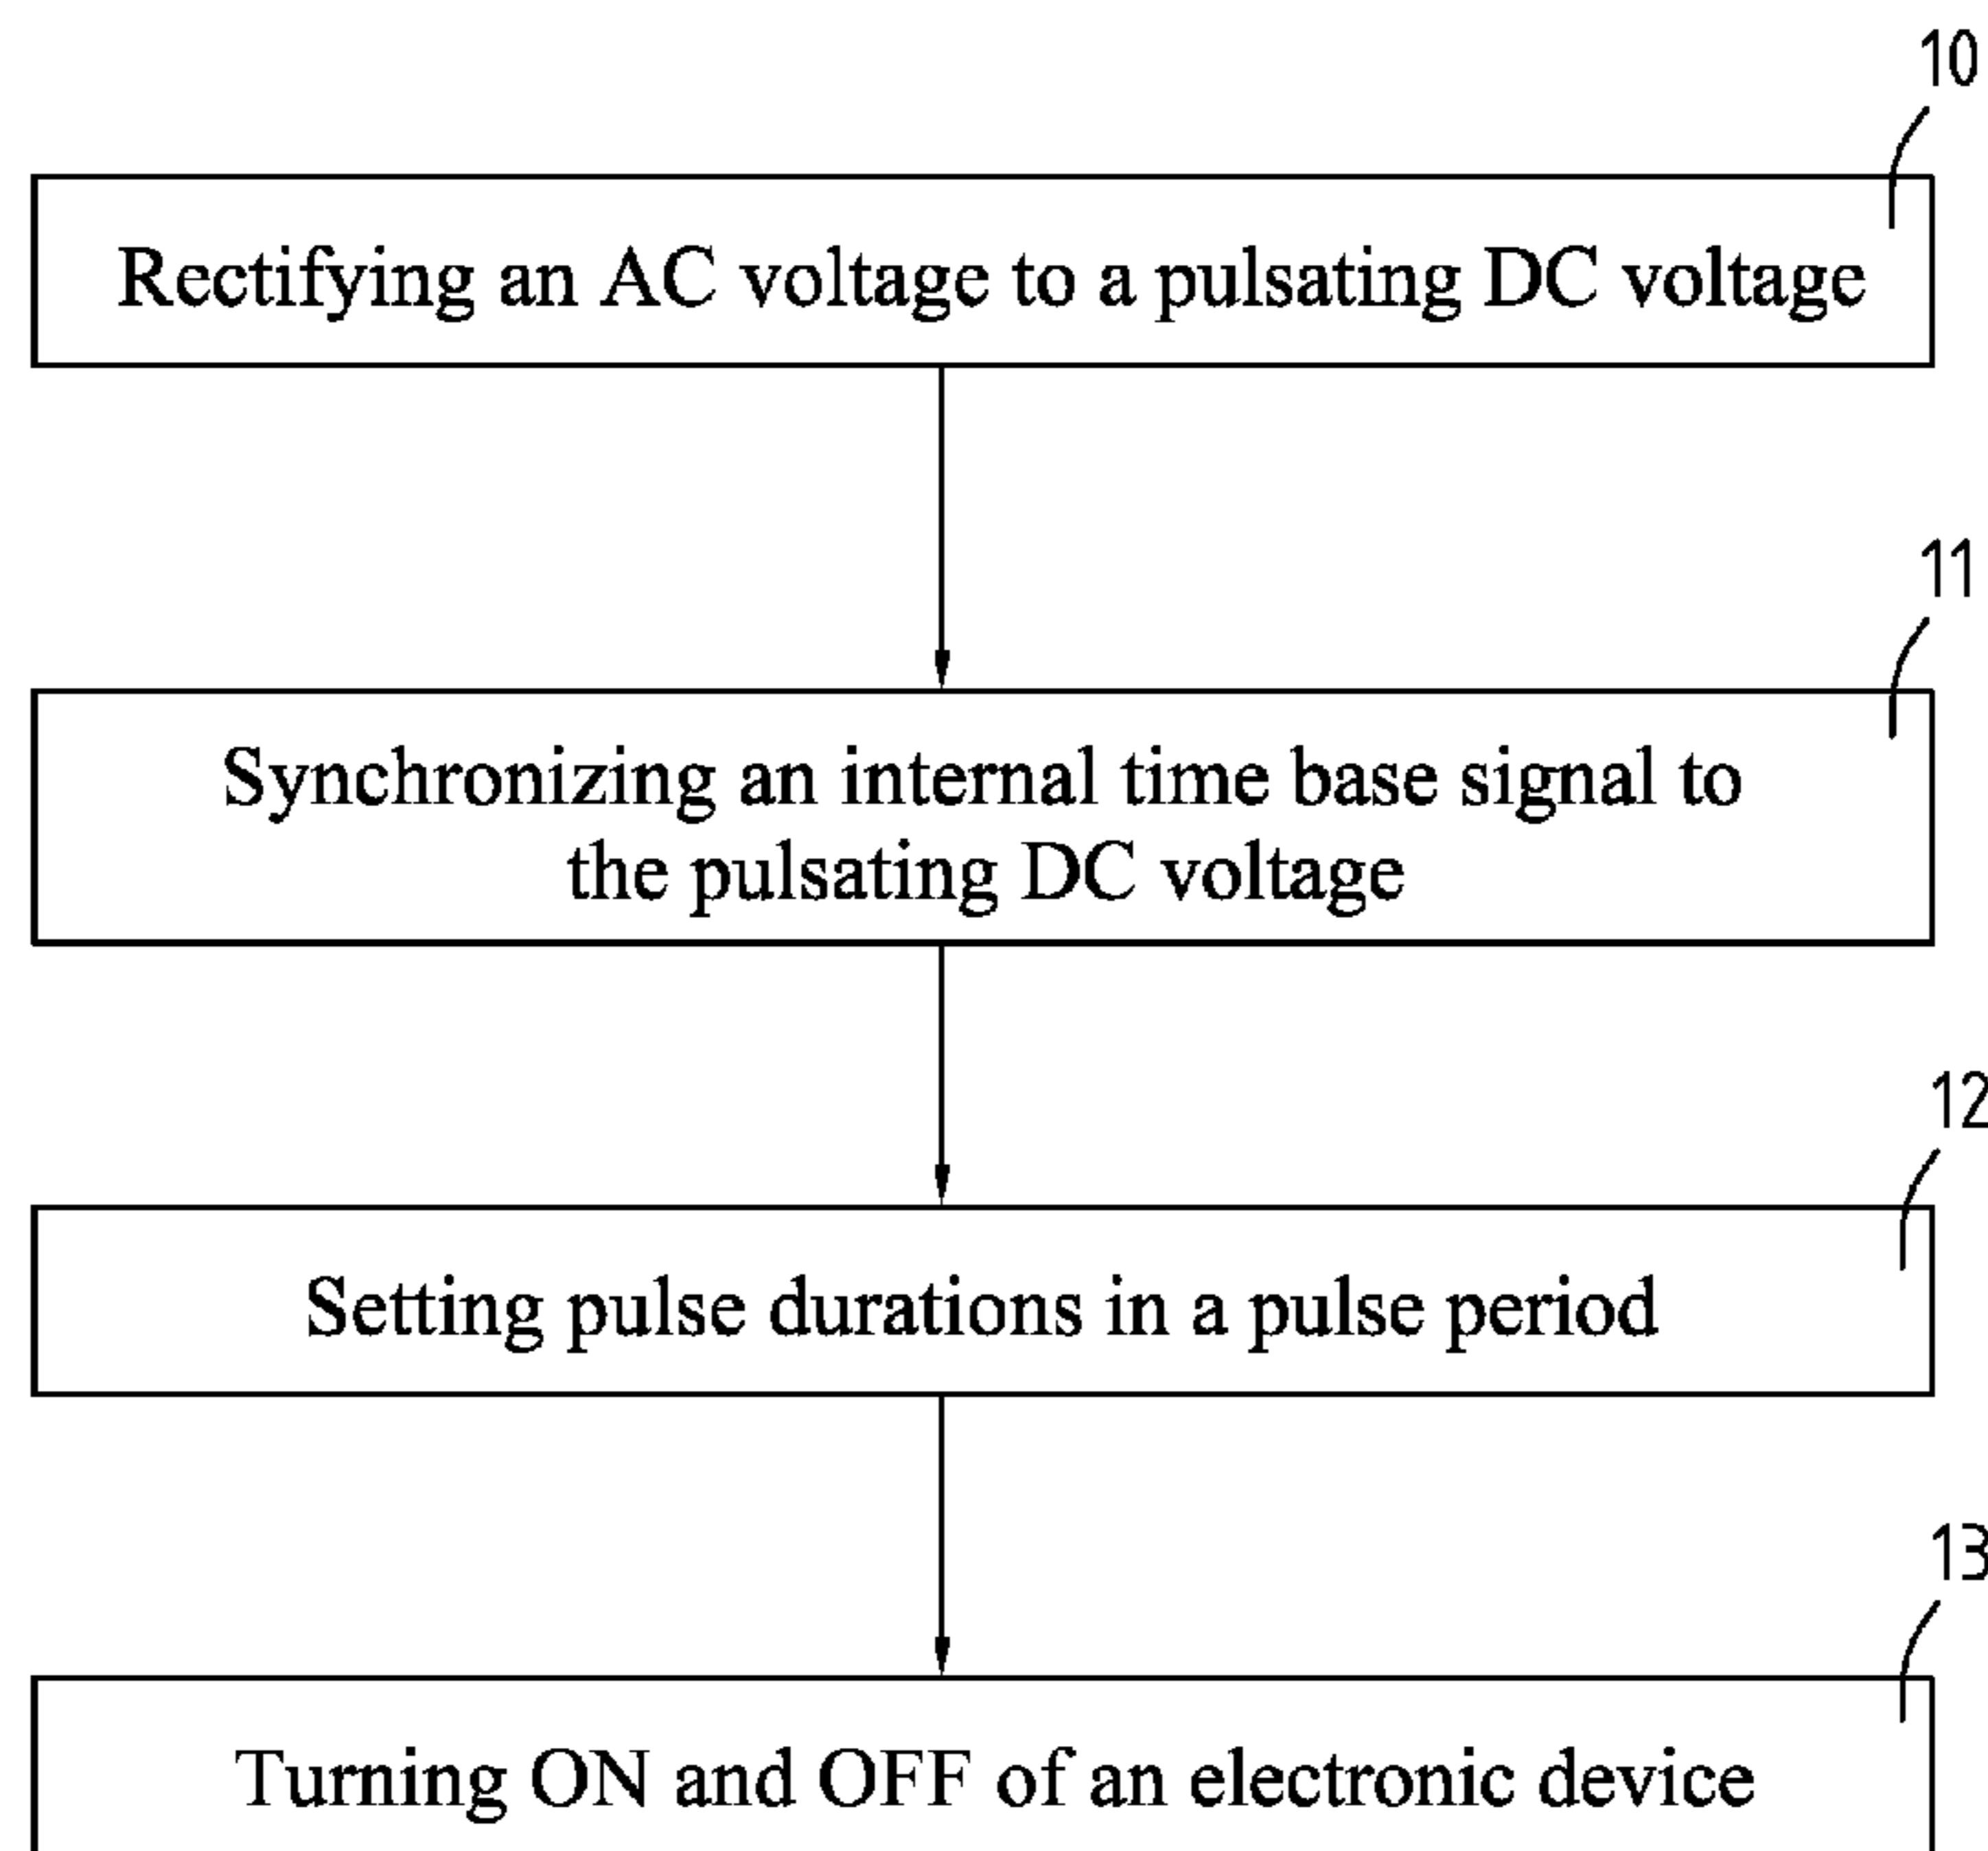 10
Rectifying an AC voltage to a pulsating DC voltage
11
Synchronizing an internal time base signal to
the pulsating DC voltage
12
Setting pulse durations in a pulse period
13
Turning ON and OFF of an electronic device